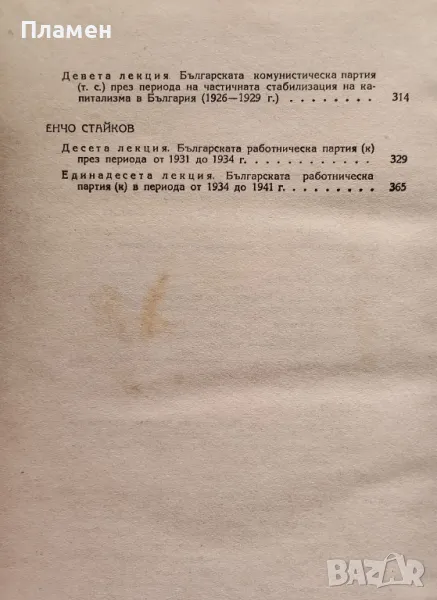 Пламен
Девета лекция. Българската комунистическа партия
(т. с.) през периода на частичната стабилизация на ка-
питализма в България (1926—1929 г.) . . . . . . . . 314
ЕНЧО СТАЙКОВ
Десета лекция. Българската работническа партия (к)
през периода от 1931 до 1934 г. . . . . . . . . . . . 329
Единадесета лекция. Българската работническа
партия (к) в периода от 1934 до 1941 г. . . . . . . . 365
BAZAR